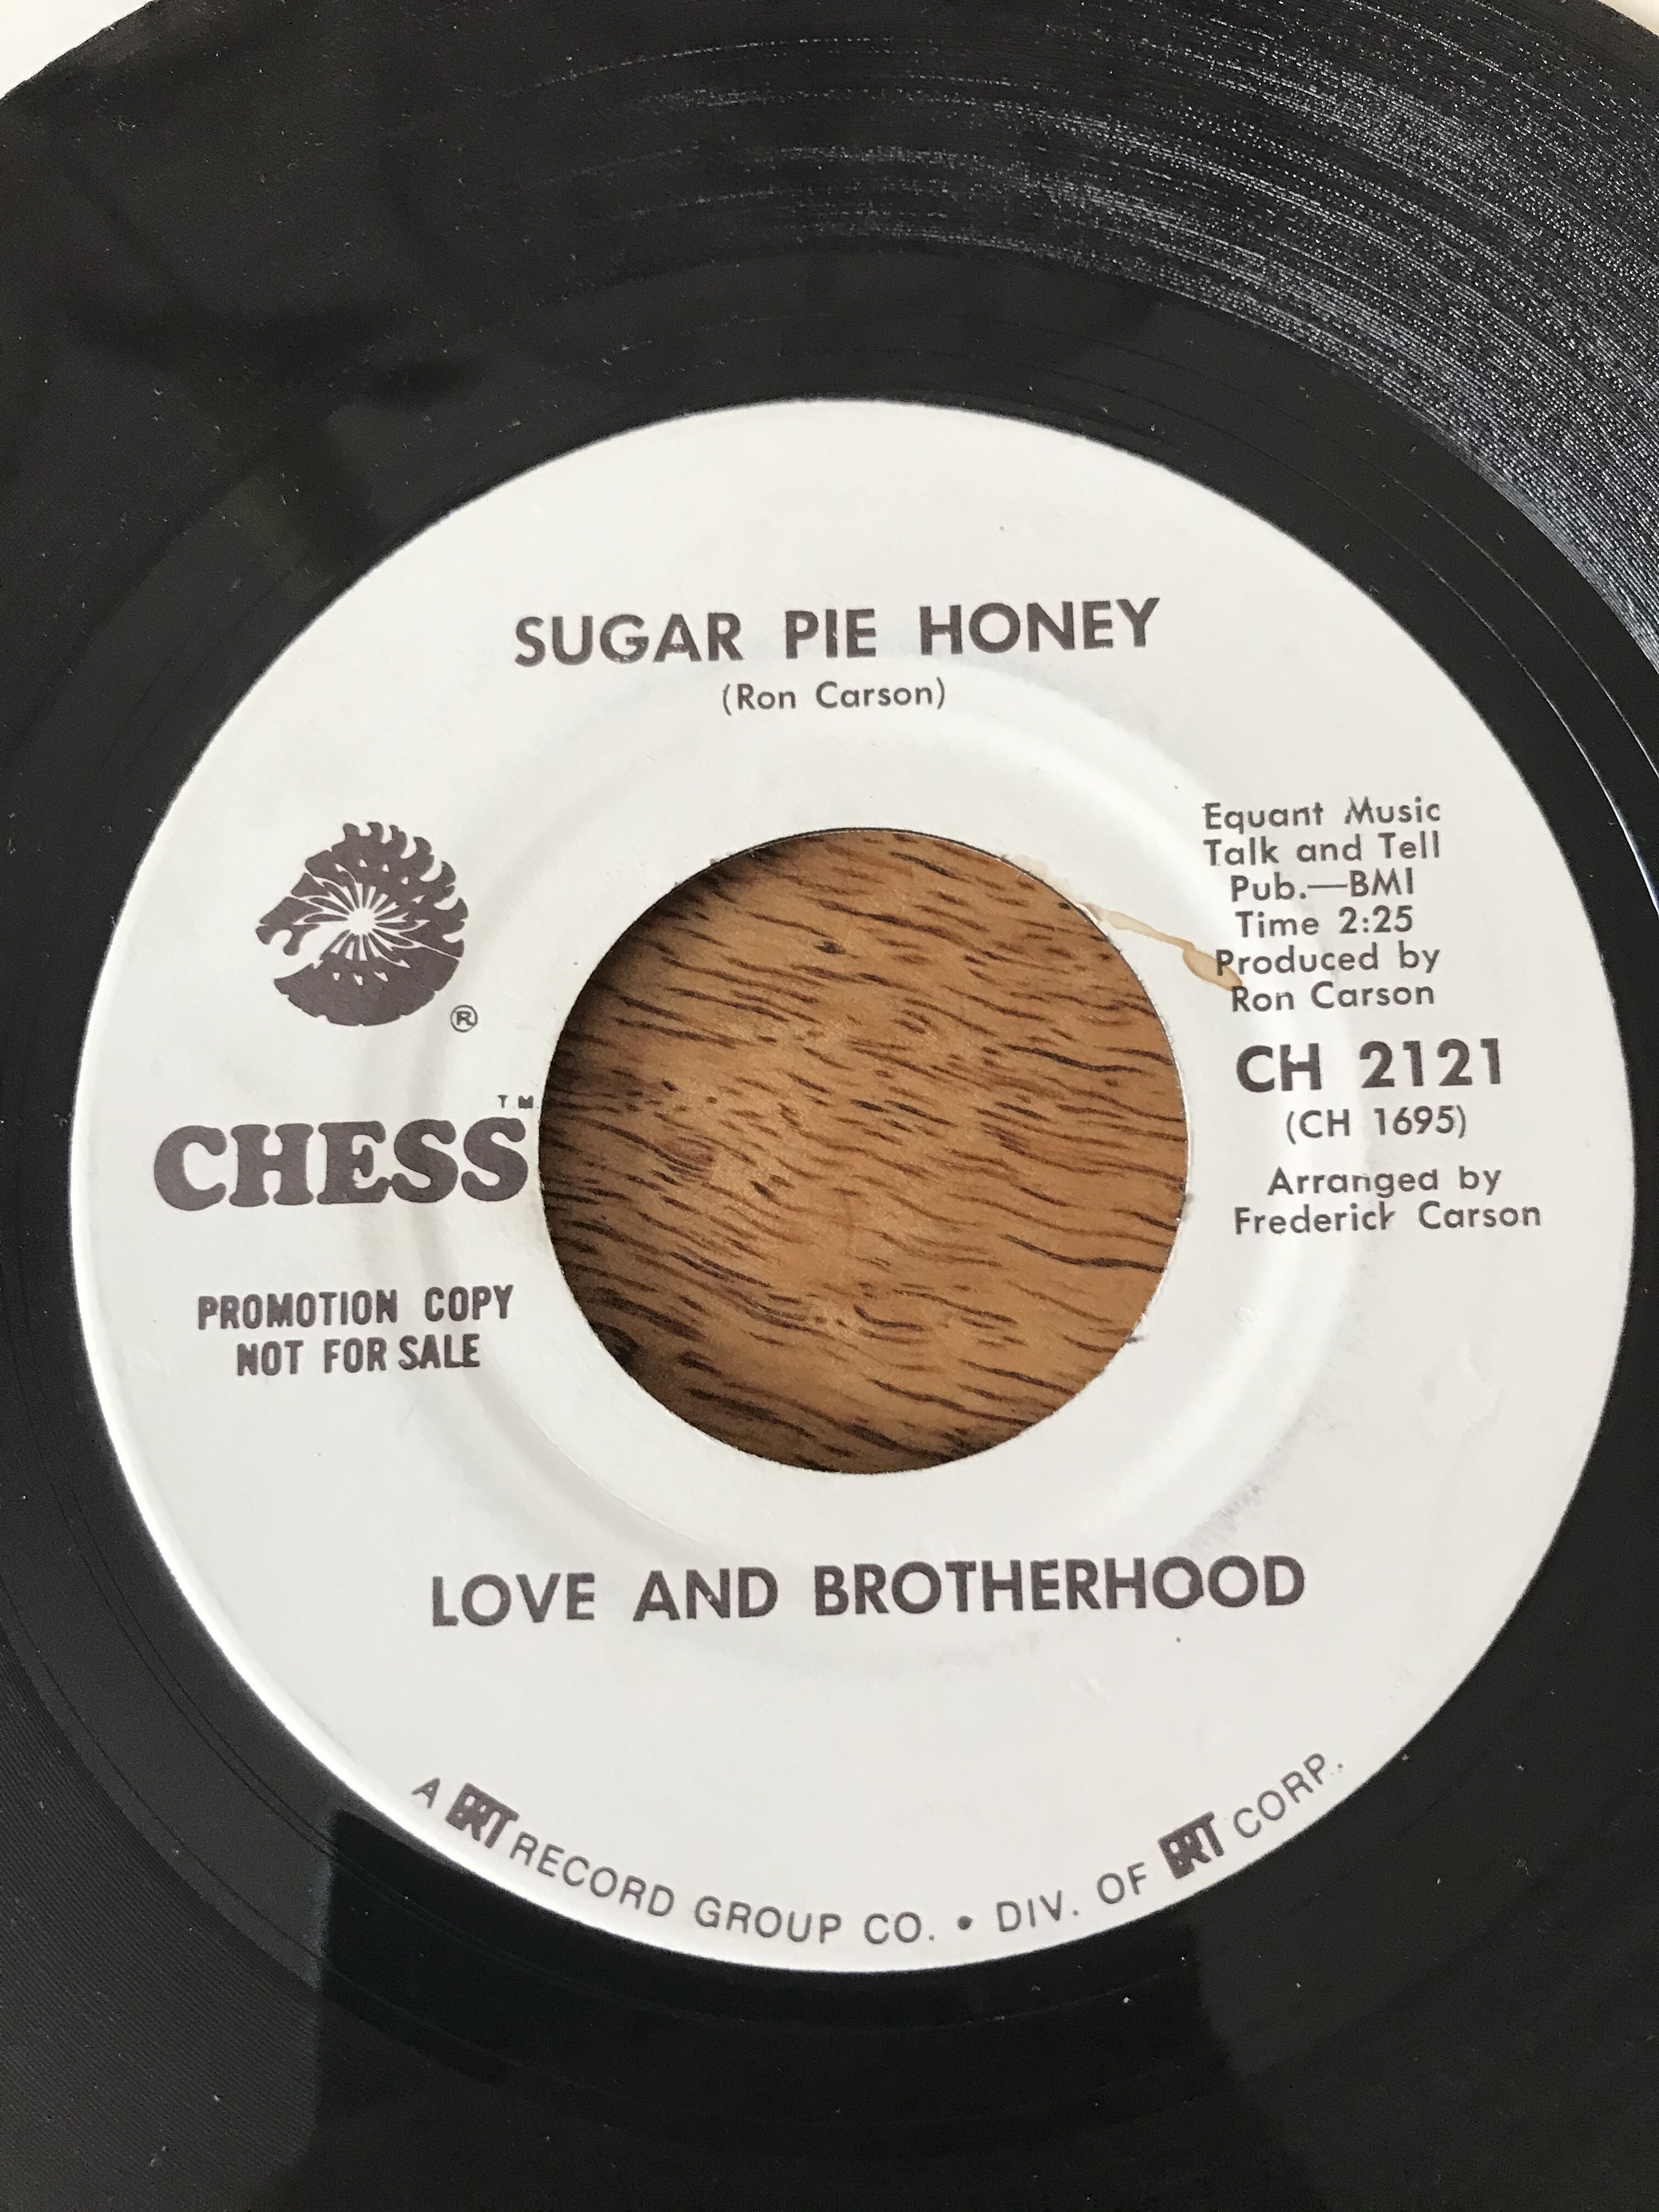 SUGAR PIE HONEY
(Ron Carson)
Equant Music
Talk and Tell
Pub.—BMI
Time 2:25
Produced by
Ron Carson
CH 2121
(CH 1695)
Arranged by
Frederick Carson
®
TM
CHESS
PROMOTION COPY
NOT FOR SALE
LOVE AND BROTHERHOOD
A GRT RECORD GROUP CO. • DIV. OF GRT CORP.